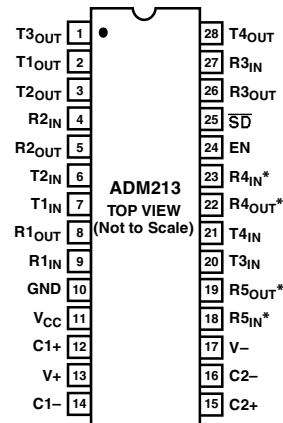 T3OUT 1 28 T4OUT
T1OUT 2 27 R3IN
T2OUT 3 26 R3OUT
R2IN 4 25 S̅D̅
R2OUT 5 24 EN
T2IN 6 23 R4IN*
T1IN 7 22 R4OUT*
R1OUT 8 21 T4IN
R1IN 9 20 T3IN
GND 10 19 R5OUT*
VCC 11 18 R5IN*
C1+ 12 17 V–
V+ 13 16 C2–
C1– 14 15 C2+
ADM213
TOP VIEW
(Not to Scale)